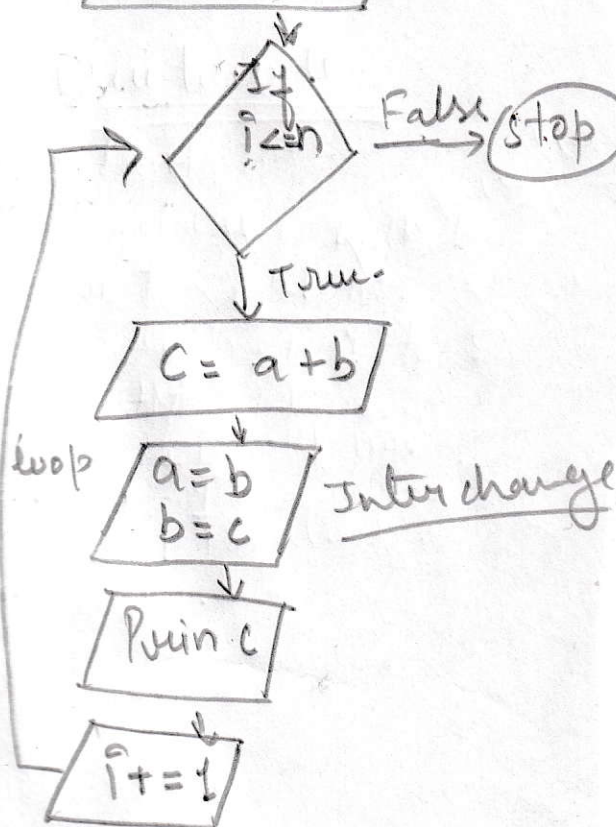 If
i<=n
False
Stop
True.
C = a+b
loop
a=b
b=c
Interchange
Prin c
i+=1